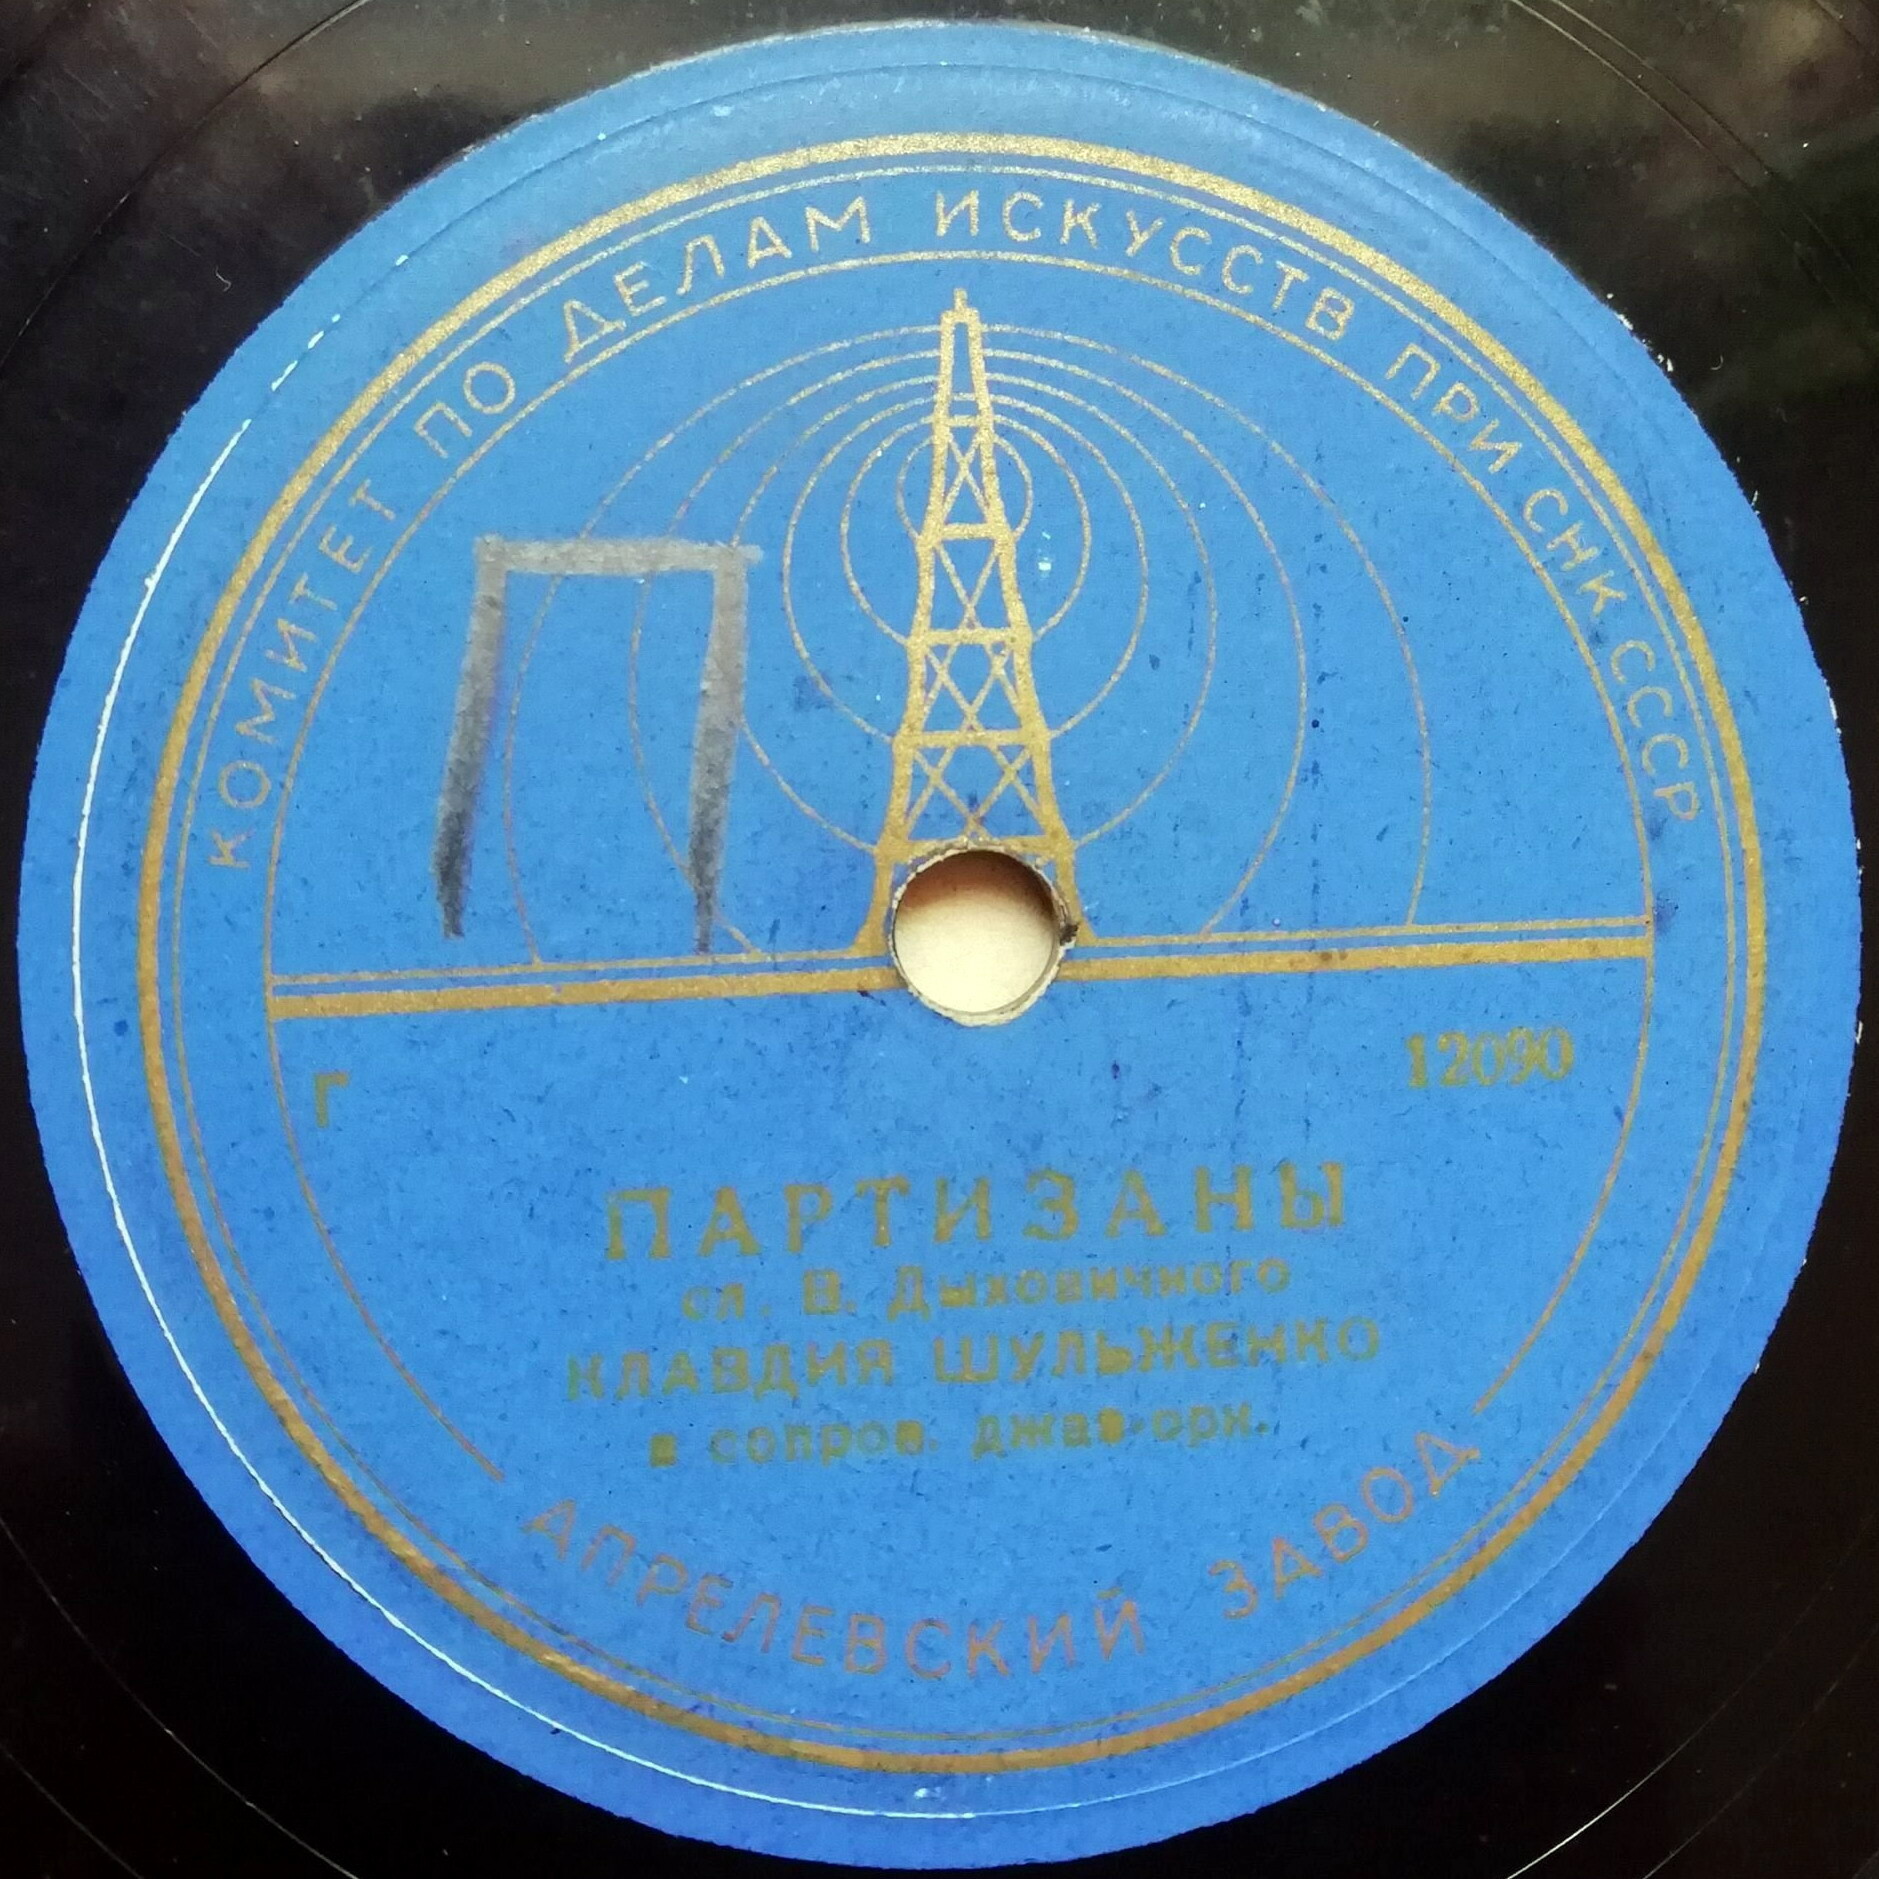 КОМИТЕТ ПО ДЕЛАМ ИСКУССТВ ПРИ СНК СССР
П
Г 12090
ПАРТИЗАНЫ
сл. В. Дыховичного
КЛАВДИЯ ШУЛЬЖЕНКО
в сопров. джаз-орк.
АПРЕЛЕВСКИЙ ЗАВОД